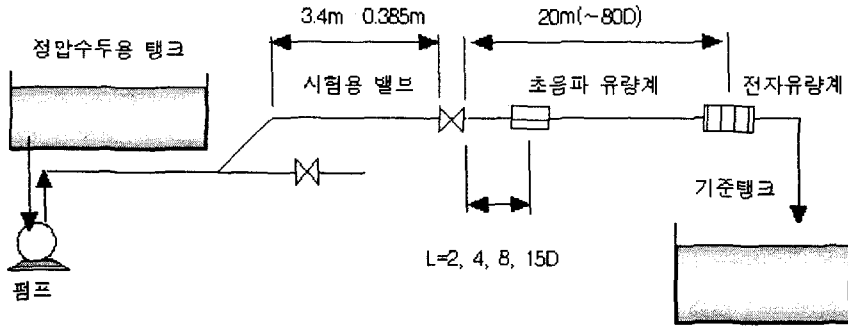 3.4m 0.385m
20m(~80D)
정압수두용 탱크
시험용 밸브
초음파 유량계
전자유량계
기준탱크
L=2, 4, 8, 15D
펌프